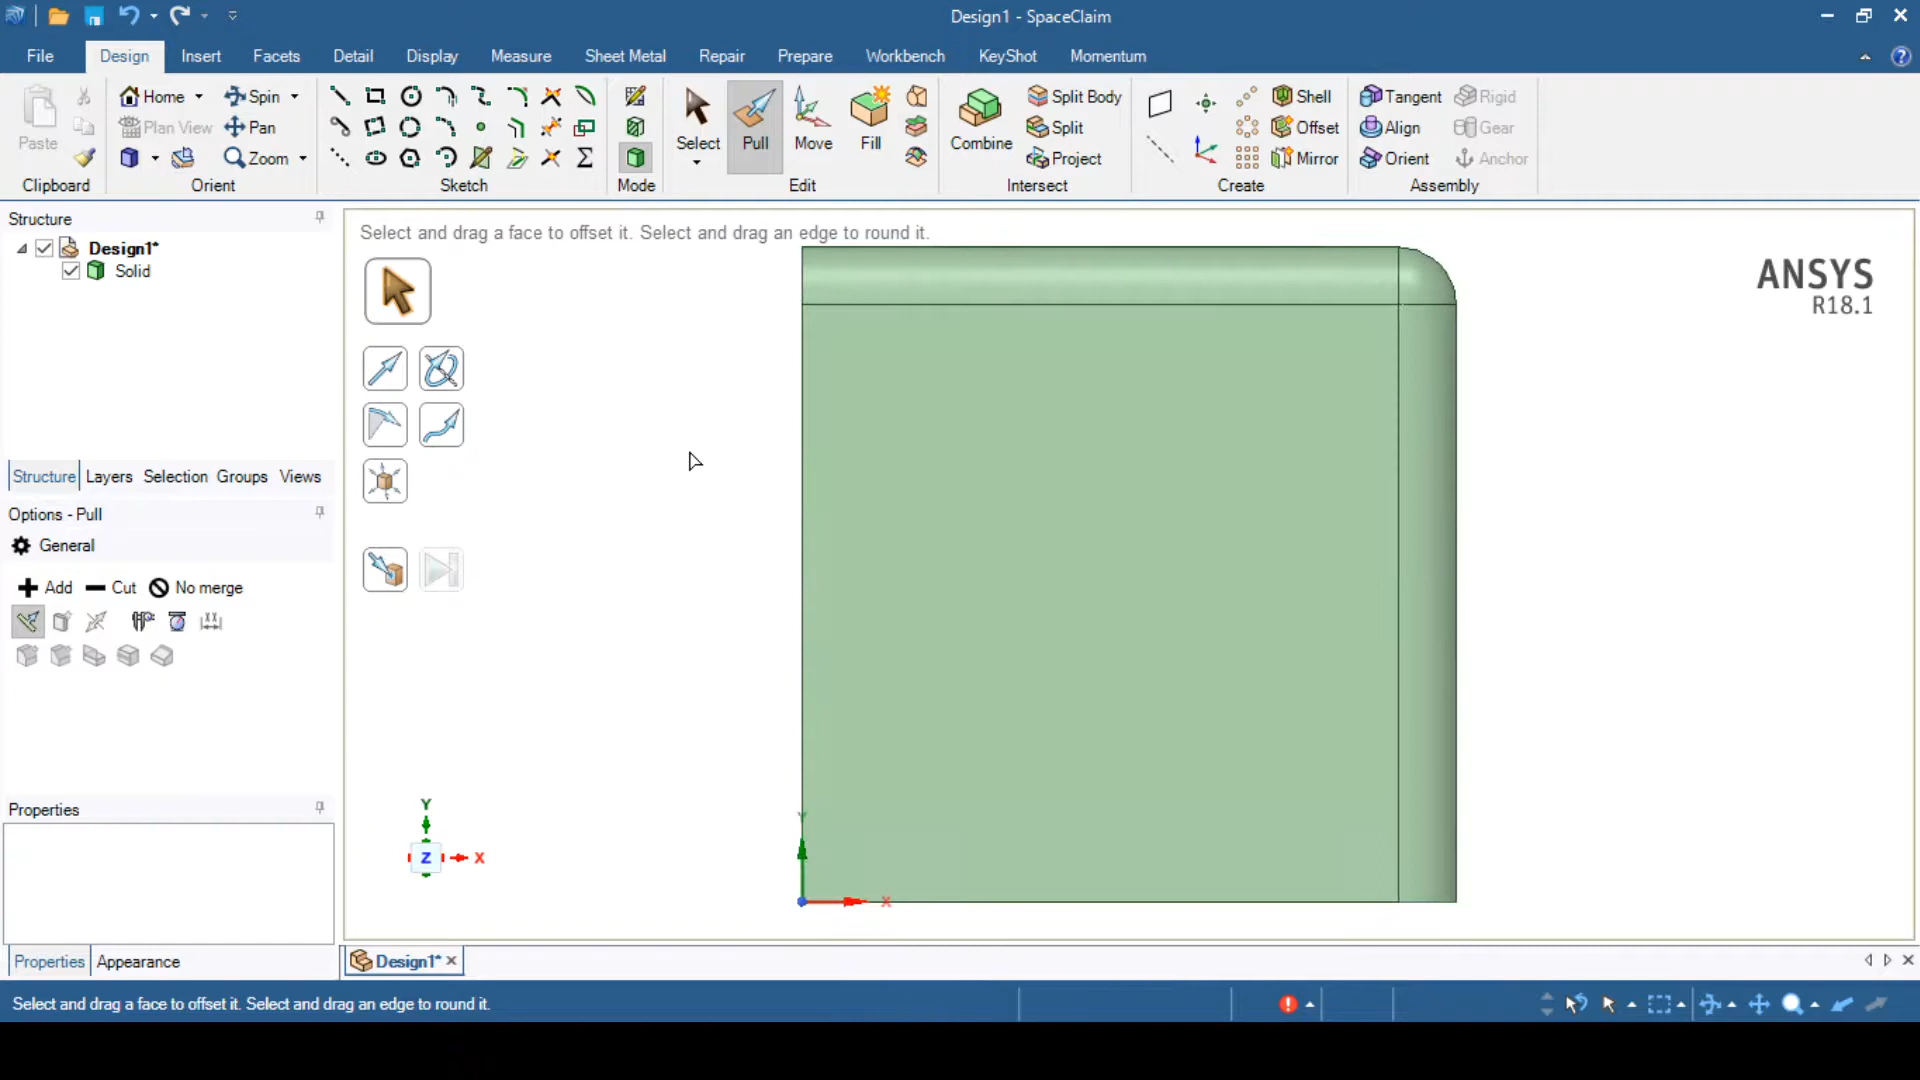 Design1 - SpaceClaim
File Design Insert Facets Detail Display Measure Sheet Metal Repair Prepare Workbench KeyShot Momentum
Paste
Clipboard
Home Spin
Plan View Pan
Zoom
Orient
Sketch
Mode
Select Pull Move Fill
Edit
Combine
Split Body
Split
Project
Intersect
Shell
Offset
Mirror
Create
Tangent Rigid
Align Gear
Orient Anchor
Assembly
Structure
Design1*
Solid
Structure Layers Selection Groups Views
Options - Pull
General
Add Cut No merge
Properties
Properties Appearance
Select and drag a face to offset it. Select and drag an edge to round it.
ANSYS
R18.1
Y
Z X
Y
X
Design1*
Select and drag a face to offset it. Select and drag an edge to round it.